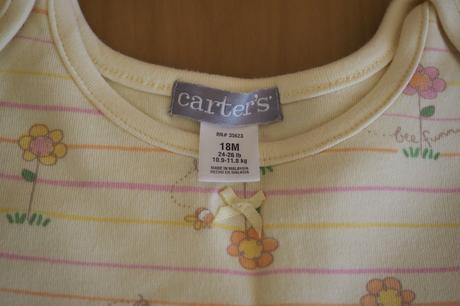 carter's®
RN# 35623
18M
24-26 lb
10.9-11.8 kg
MADE IN MALAYSIA
HECHO EN MALASIA
bee funny